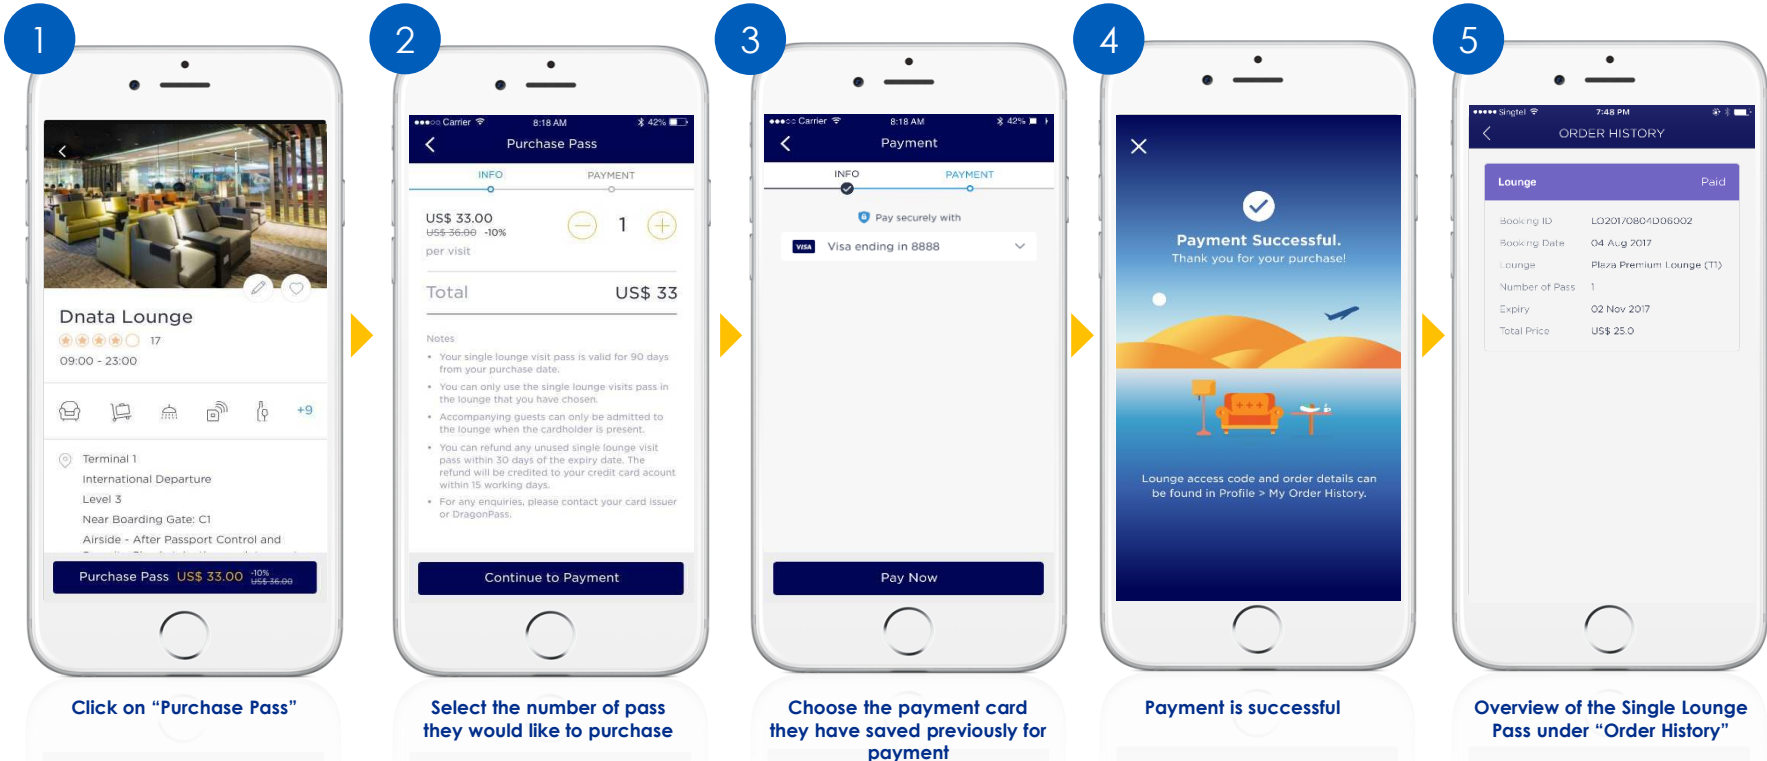 1
Dnata Lounge
17
09:00 - 23:00
+9
Terminal 1
International Departure
Level 3
Near Boarding Gate: C1
Airside - After Passport Control and
Purchase Pass US$ 33.00 -10% US$ 36.00
Click on “Purchase Pass”
2
Carrier 8:18 AM 42%
Purchase Pass
INFO PAYMENT
US$ 33.00
US$ 36.00 -10%
per visit
1
Total US$ 33
Notes
• Your single lounge visit pass is valid for 90 days
from your purchase date.
• You can only use the single lounge visits pass in
the lounge that you have chosen.
• Accompanying guests can only be admitted to
the lounge when the cardholder is present.
• You can refund any unused single lounge visit
pass within 30 days of the expiry date. The
refund will be credited to your credit card acount
within 15 working days.
• For any enquiries, please contact your card issuer
or DragonPass.
Continue to Payment
Select the number of pass
they would like to purchase
3
Carrier 8:18 AM 42%
Payment
INFO PAYMENT
Pay securely with
VISA Visa ending in 8888
Pay Now
Choose the payment card
they have saved previously for
payment
4
Payment Successful.
Thank you for your purchase!
Lounge access code and order details can
be found in Profile > My Order History.
Payment is successful
5
Singtel 7:48 PM
ORDER HISTORY
Lounge Paid
Booking ID LO20170804D06002
Booking Date 04 Aug 2017
Lounge Plaza Premium Lounge (T1)
Number of Pass 1
Expiry 02 Nov 2017
Total Price US$ 25.0
Overview of the Single Lounge
Pass under “Order History”